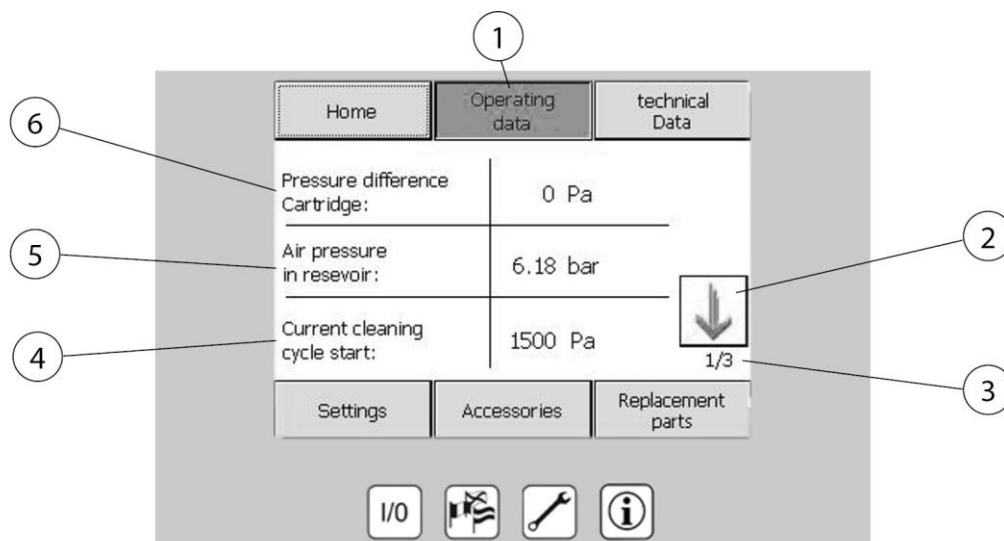 1
Home
Operating
data
technical
Data
6
Pressure difference
Cartridge:
0 Pa
5
Air pressure
in resevoir:
6.18 bar
2
4
Current cleaning
cycle start:
1500 Pa
1/3
3
Settings
Accessories
Replacement
parts
I/0
i